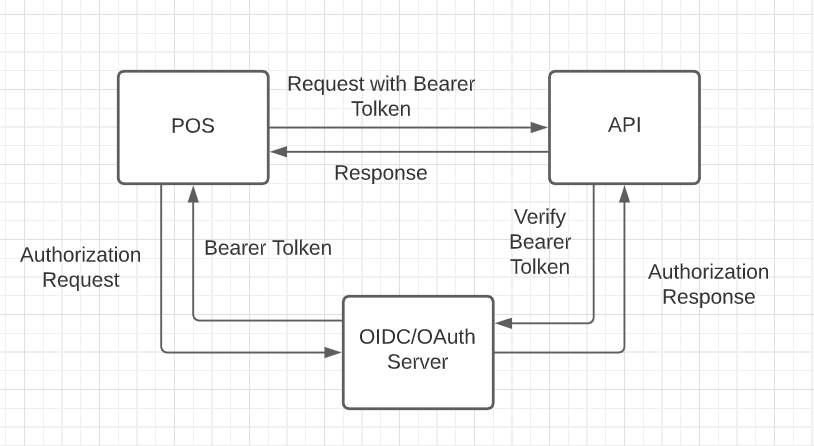 Request with Bearer
Tolken
POS
API
Response
Verify
Bearer
Tolken
Authorization
Request
Bearer Tolken
Authorization
Response
OIDC/OAuth
Server